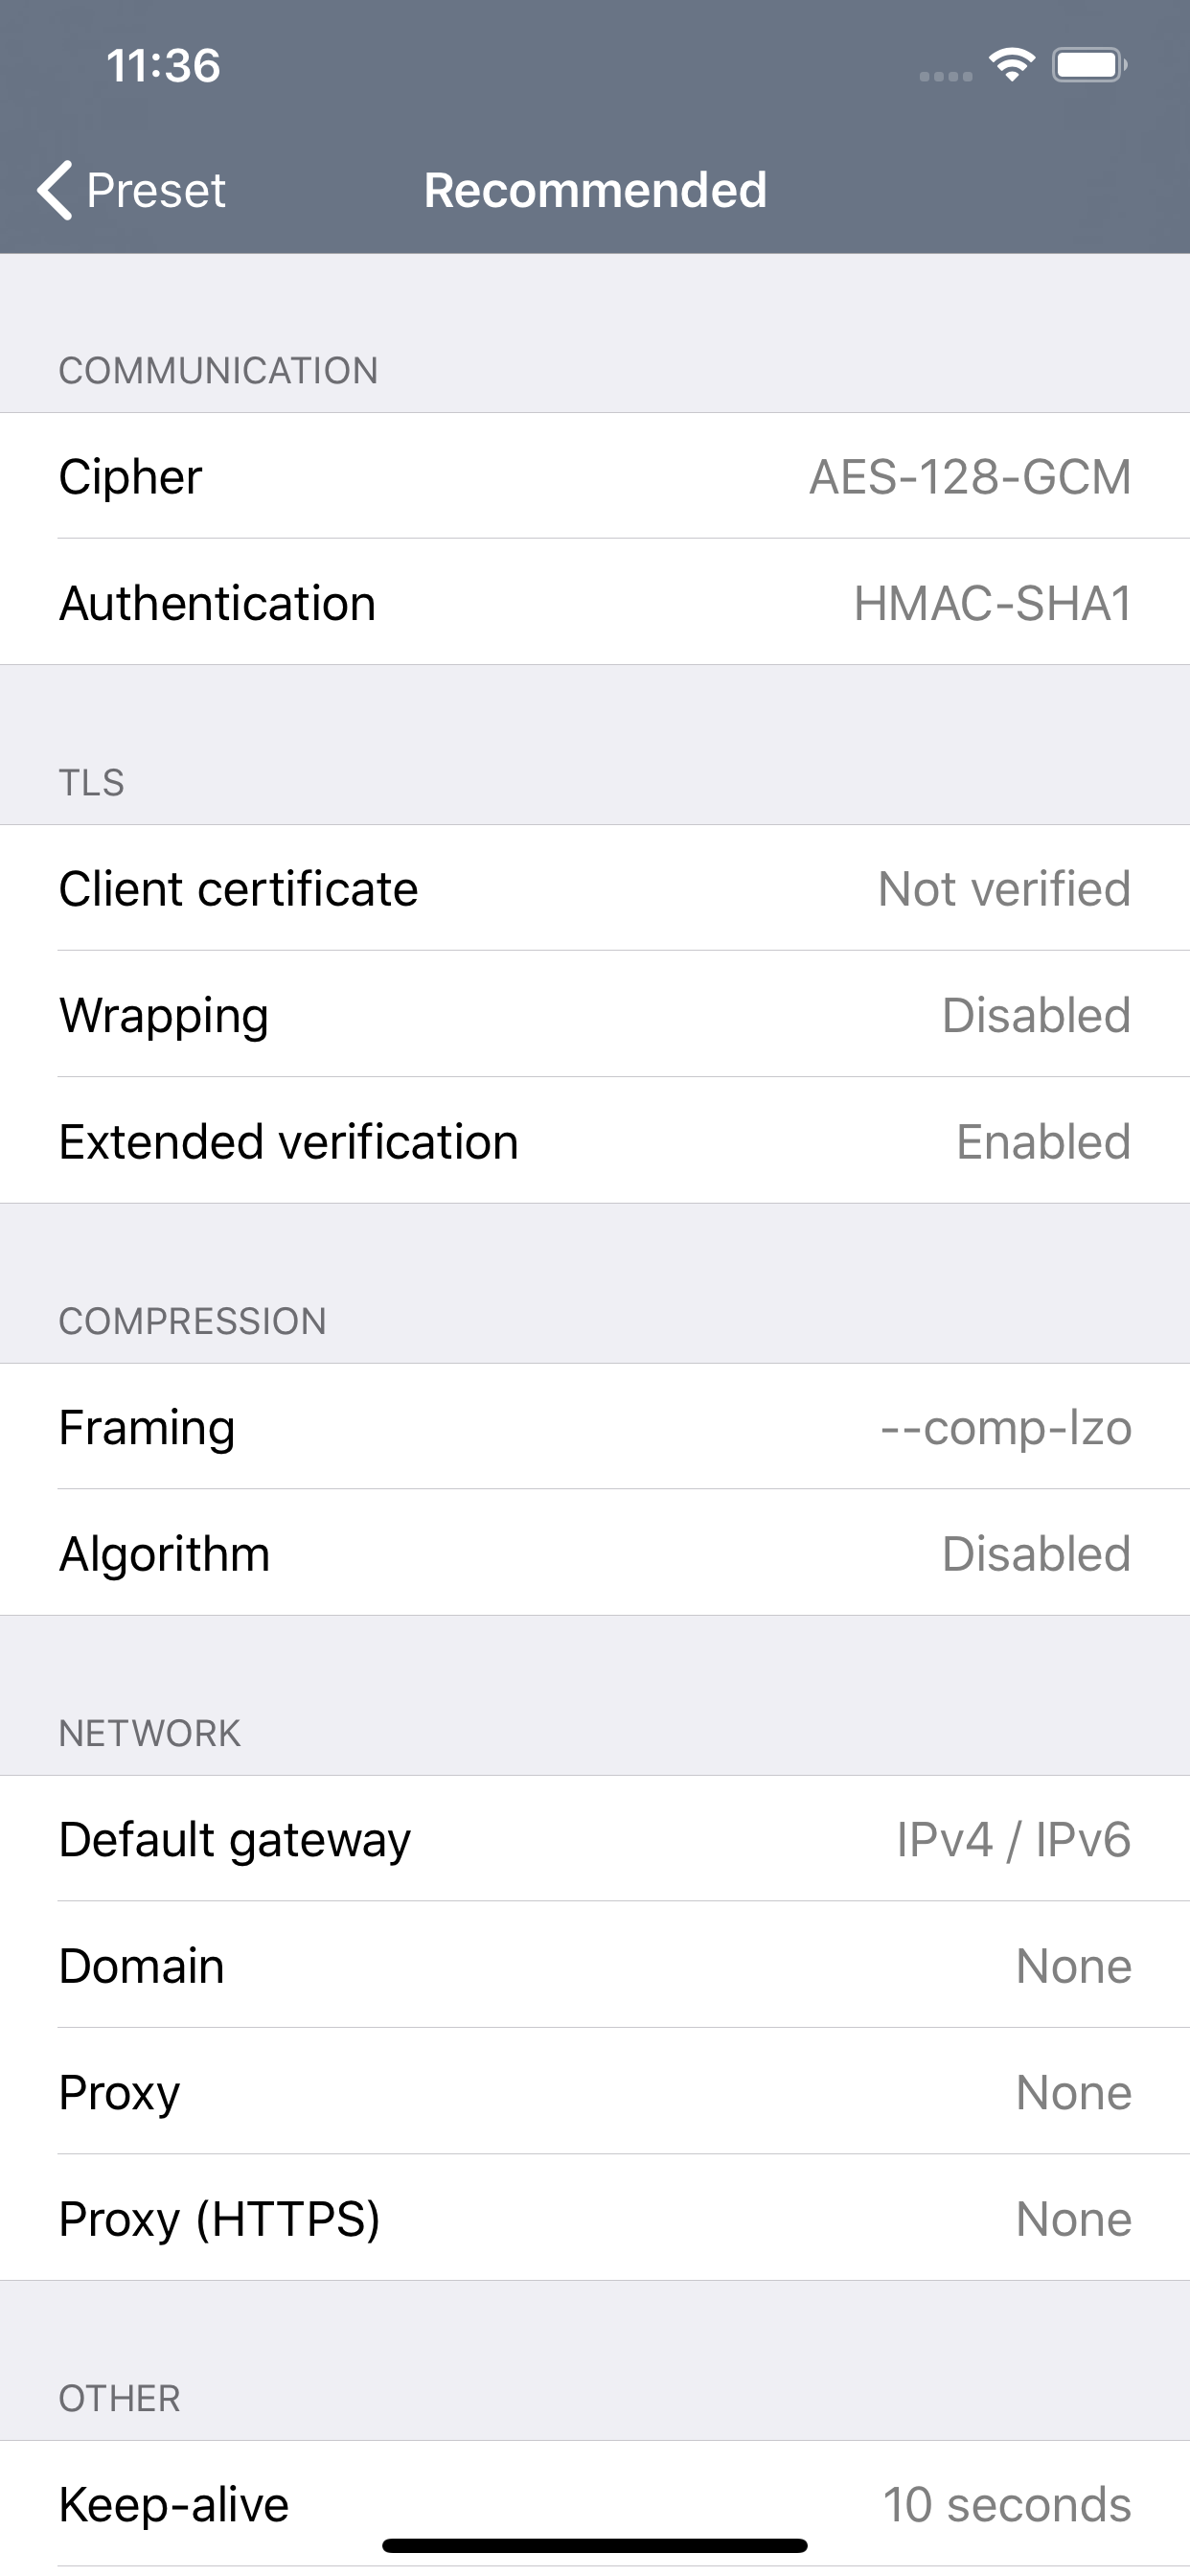 11:36
Preset Recommended
COMMUNICATION
Cipher AES-128-GCM
Authentication HMAC-SHA1
TLS
Client certificate Not verified
Wrapping Disabled
Extended verification Enabled
COMPRESSION
Framing --comp-lzo
Algorithm Disabled
NETWORK
Default gateway IPv4 / IPv6
Domain None
Proxy None
Proxy (HTTPS) None
OTHER
Keep-alive 10 seconds